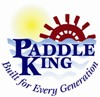 PADDLE
KING
Built for Every Generation